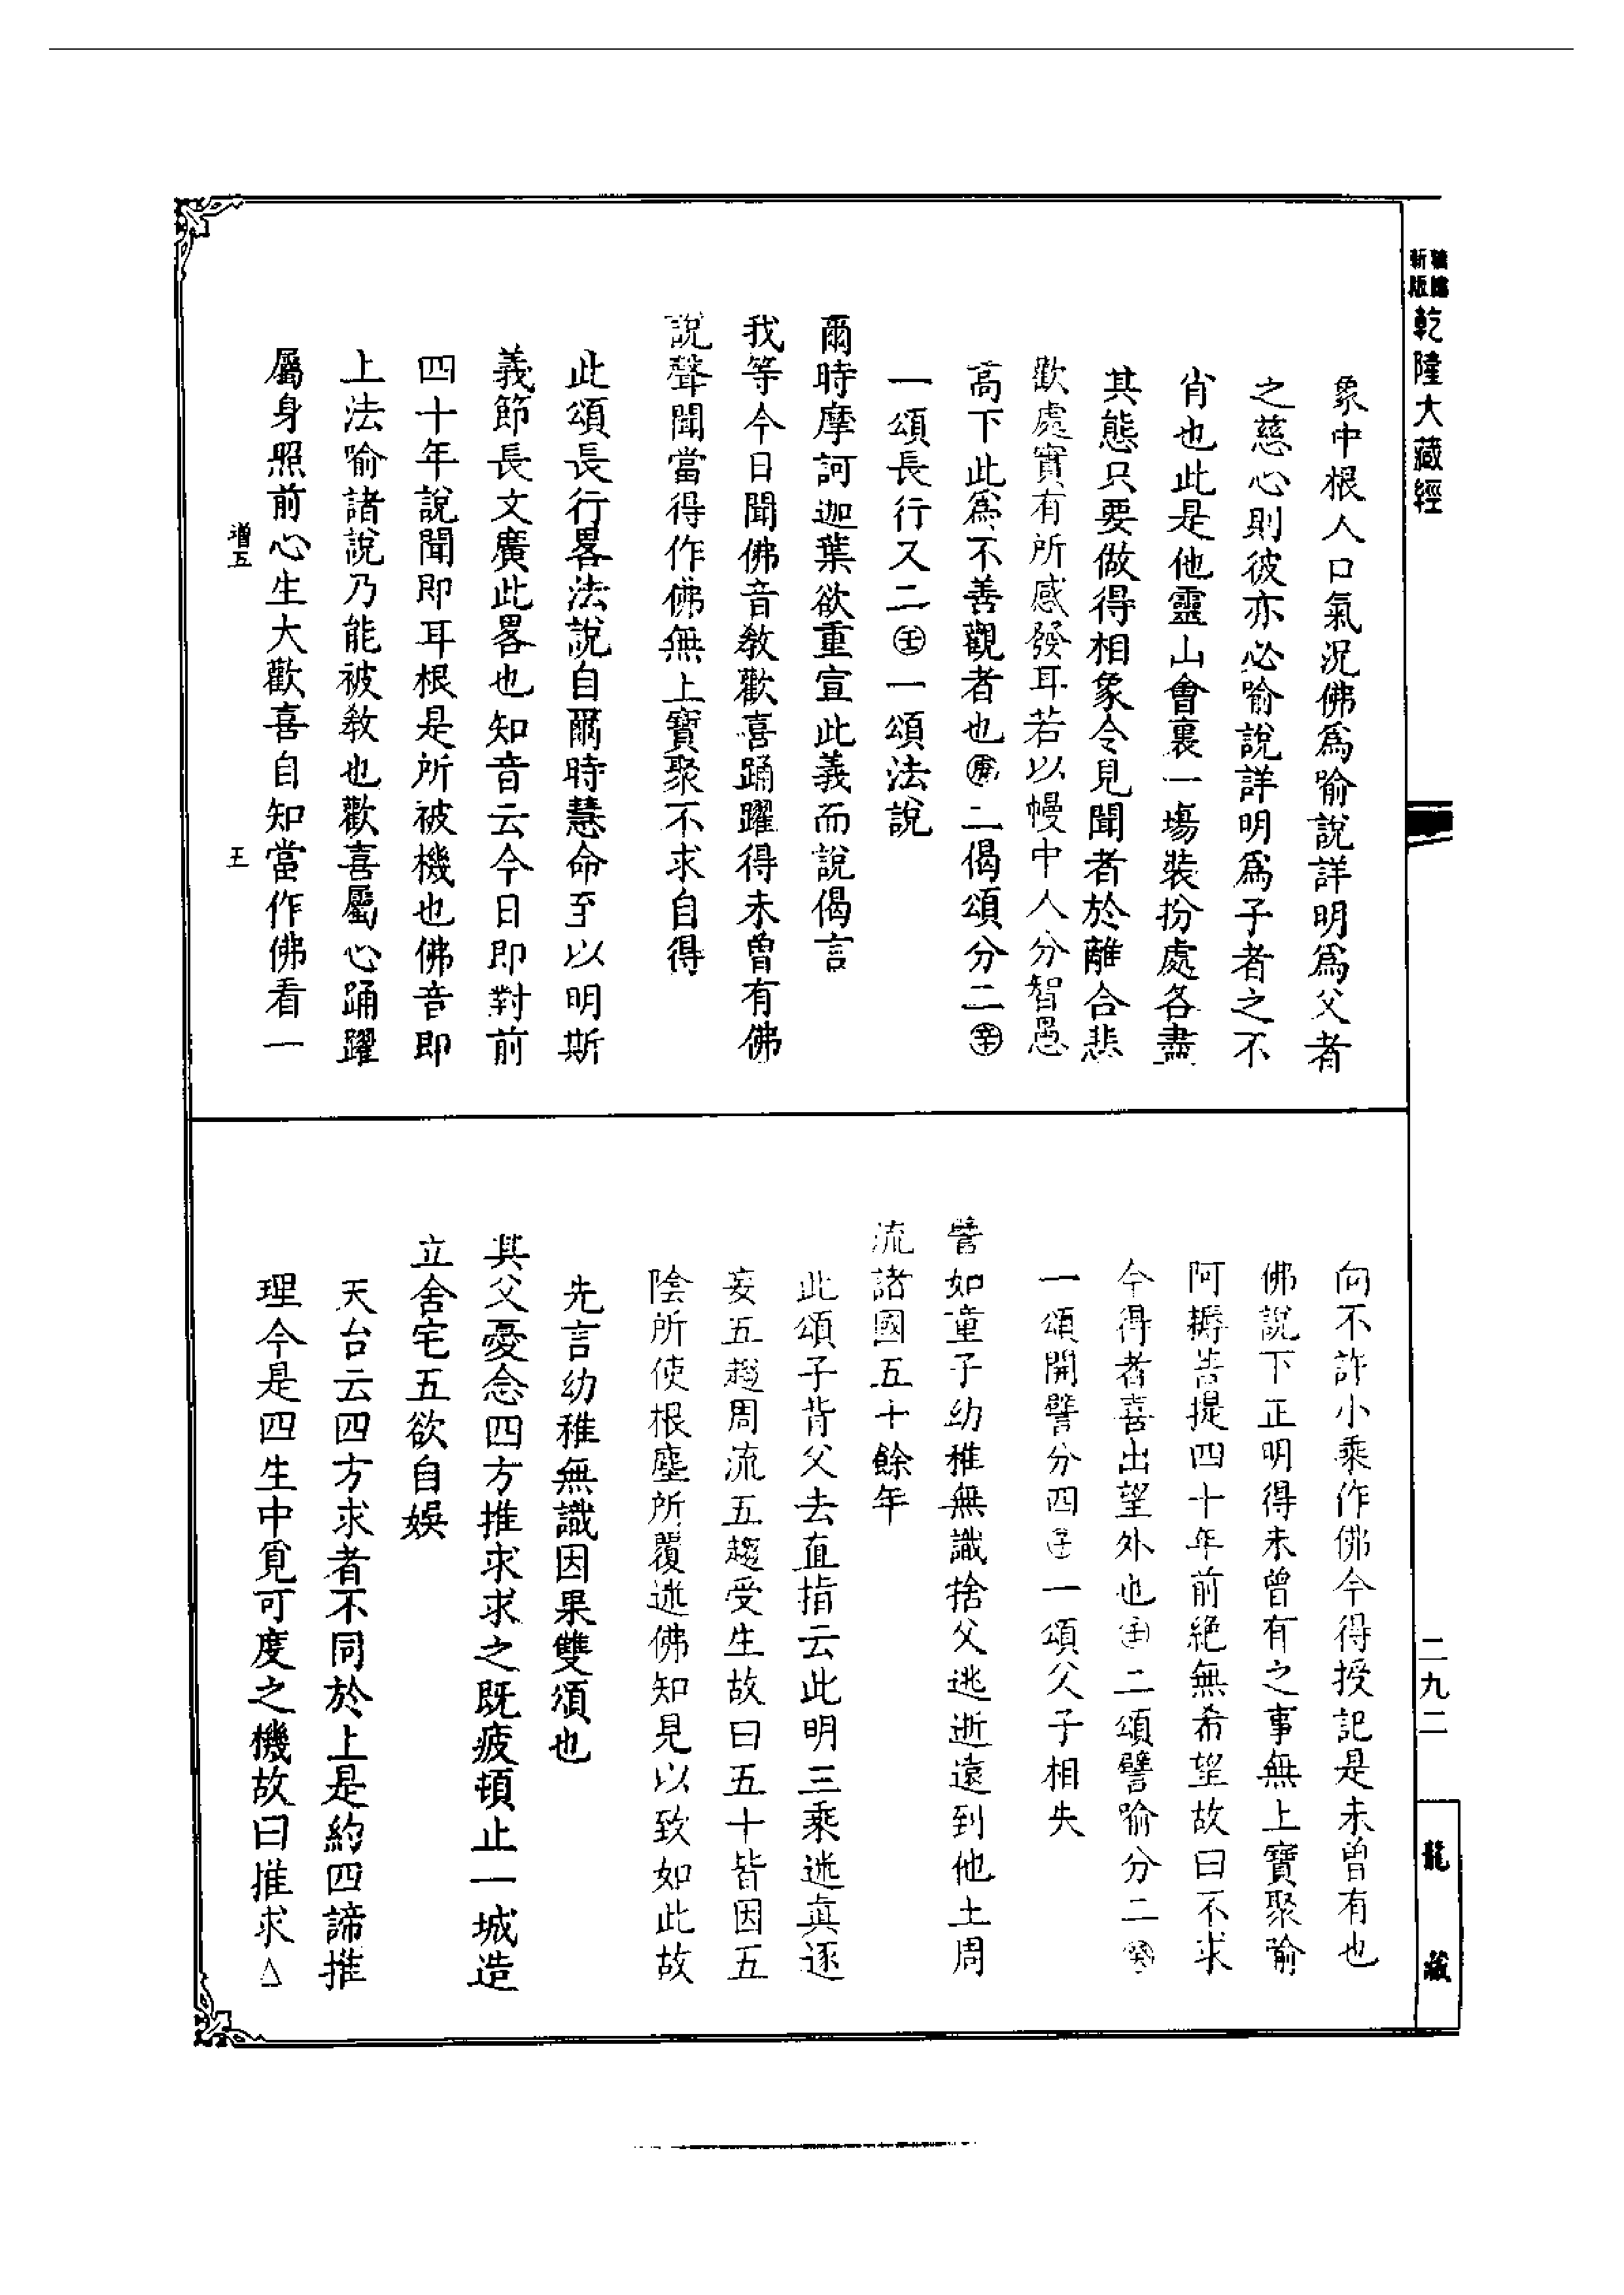 乾隆大藏經
象中根人口氣況佛爲喻說詳明爲父者
之慈心則彼亦必喻說詳明爲子者之不
肖也此是他靈山會裏一場裝扮處各盡
其態只要做得相象令見聞者於離合悲
歡處實有所感發耳若以幔中人分智愚
高下此爲不善觀者也㊎二偈頌分二㊎
一頌長行又二㊎一頌法說
爾時摩訶迦葉欲重宣此義而說偈言
我等今日聞佛音教歡喜踊躍得未曾有佛
說聲聞當得作佛無上寶聚不求自得
此頌長行畧法說自爾時慧命至以明斯
義節長文廣此畧也知音云今日即對前
四十年說聞即耳根是所被機也佛音即
上法喻諸說乃能被教也歡喜屬心踊躍
屬身照前心生大歡喜自知當作佛看一
向不許小乘作佛今得授記是未曾有也
佛說下正明得未曾有之事無上寶聚喻
阿耨菩提四十年前絶無希望故曰不求
今得者喜出望外也 二頌譬喻分二
一頌開譬分四 一頌父子相失
譬如童子幼稚無識捨父逃逝遠到他土周
流諸國五十餘年
此頌子背父去直指云此明三乘迷眞逐
妄五趨周流五趨受生故曰五十皆因五
陰所使根塵所覆迷佛知見以致如此故
先言幼稚無識因果雙頌也
其父憂念四方推求求之既疲頓止一城造
立舍宅五欲自娛
天台云四方求者不同於上是約四諦推
理今是四生中覓可度之機故曰推求△
二九二
龍藏